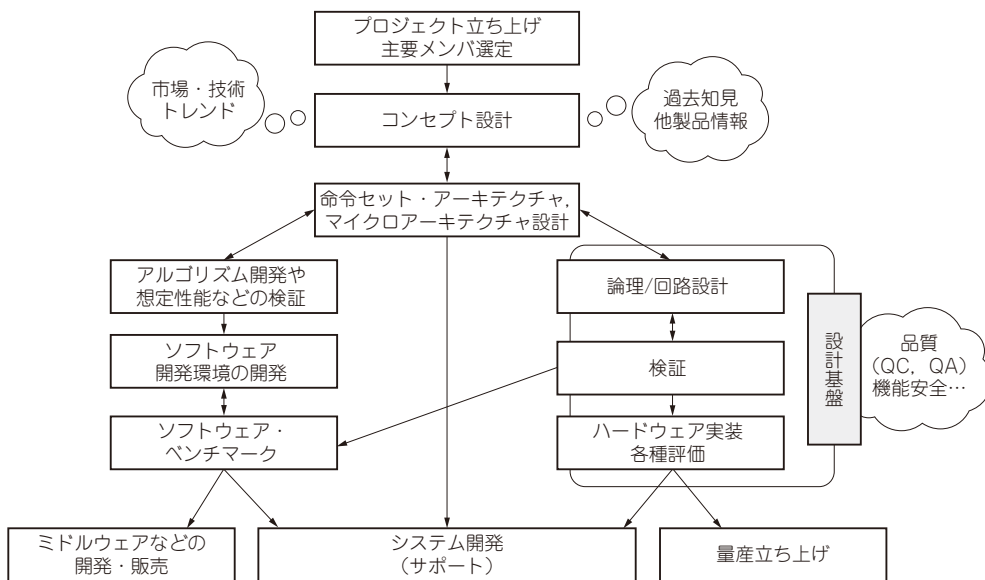 プロジェクト立ち上げ
主要メンバ選定
市場・技術
トレンド
コンセプト設計
過去知見
他製品情報
命令セット・アーキテクチャ，
マイクロアーキテクチャ設計
アルゴリズム開発や
想定性能などの検証
論理/回路設計
ソフトウェア
開発環境の開発
検証
設計基盤
品質
（QC，QA）
機能安全…
ソフトウェア・
ベンチマーク
ハードウェア実装
各種評価
ミドルウェアなどの
開発・販売
システム開発
（サポート）
量産立ち上げ